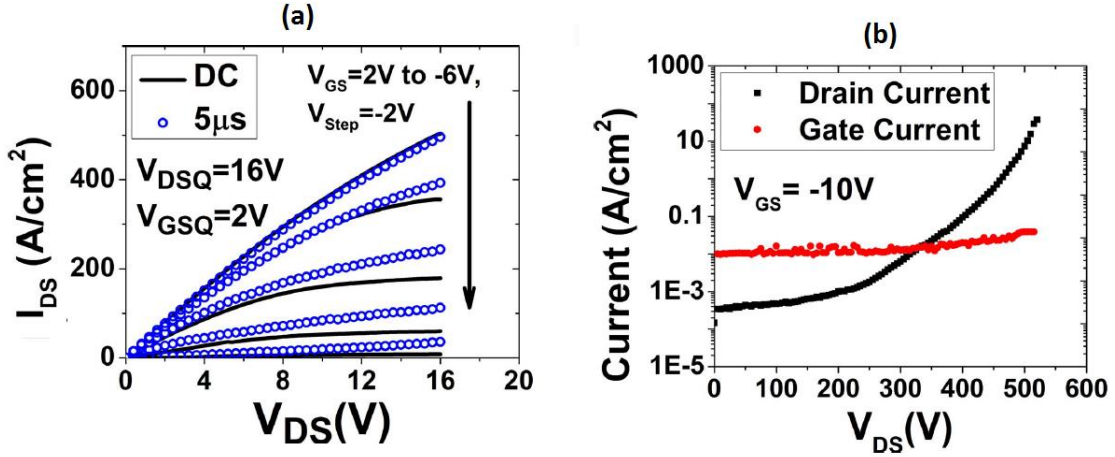 (a)
600
400
200
0
I_DS (A/cm²)
DC
5μs
V_DSQ=16V
V_GSQ=2V
V_GS=2V to -6V,
V_Step=-2V
0 4 8 12 16 20
V_DS(V)
(b)
1000
10
0.1
1E-3
1E-5
Current (A/cm²)
Drain Current
Gate Current
V_GS= -10V
0 100 200 300 400 500 600
V_DS(V)